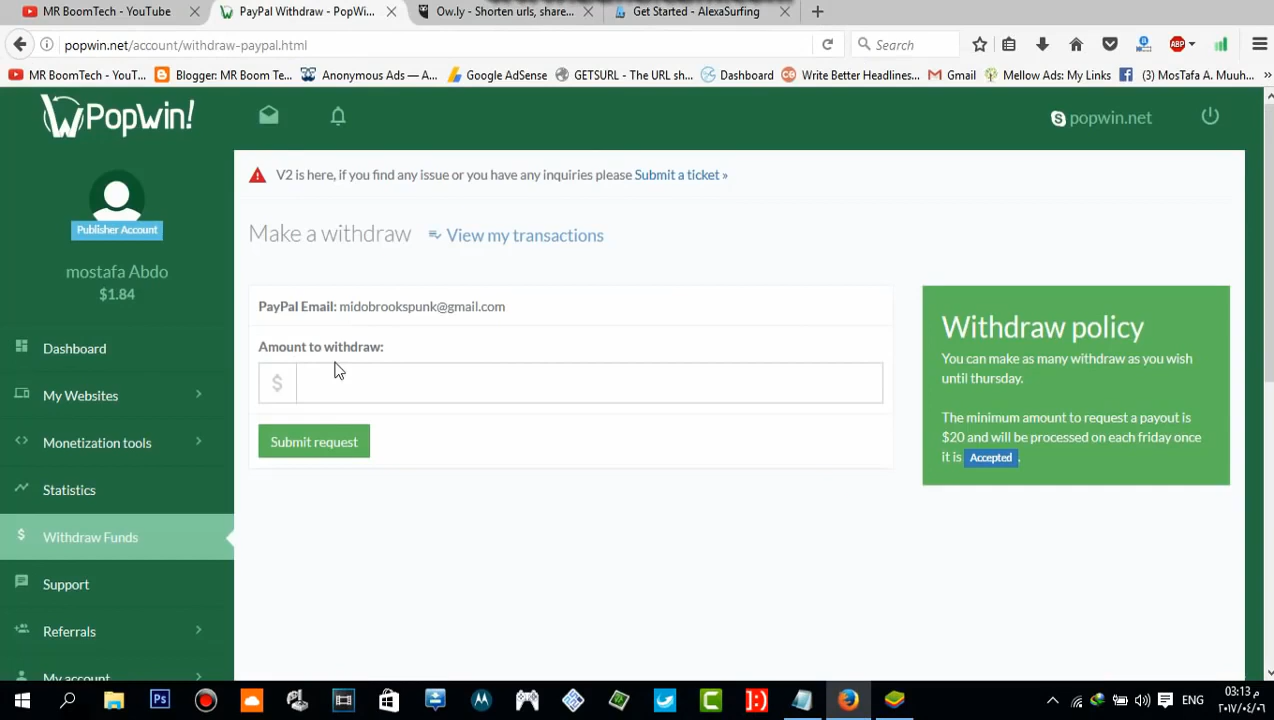 MR BoomTech - YouTube
PayPal Withdraw - PopWi...
Ow.ly - Shorten urls, share...
Get Started - AlexaSurfing
popwin.net/account/withdraw-paypal.html
Search
ABP
MR BoomTech - YouT...
Blogger: MR Boom Te...
Anonymous Ads — A...
Google AdSense
GETSURL - The URL sh...
Dashboard
Write Better Headlines...
Gmail
Mellow Ads: My Links
(3) MosTafa A. Muuh...
PopWin!
popwin.net
V2 is here, if you find any issue or you have any inquiries please Submit a ticket »
Publisher Account
mostafa Abdo
$1.84
Make a withdraw
View my transactions
PayPal Email: midobrookspunk@gmail.com
Amount to withdraw:
$
Submit request
Withdraw policy
You can make as many withdraw as you wish
until thursday.
The minimum amount to request a payout is
$20 and will be processed on each friday once
it is Accepted .
Dashboard
My Websites
Monetization tools
Statistics
$ Withdraw Funds
Support
Referrals
My account
Ps
ENG
03:13 م
٢٠١٧/٠٤/٠٦